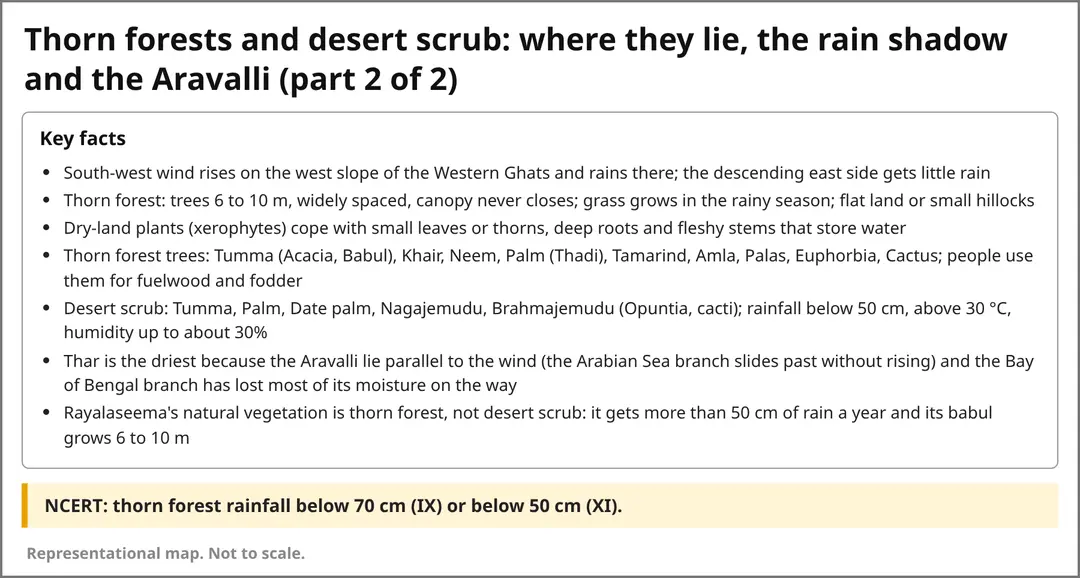 Thorn forests and desert scrub: where they lie, the rain shadow
and the Aravalli (part 2 of 2)
Key facts
• South-west wind rises on the west slope of the Western Ghats and rains there; the descending east side gets little rain
• Thorn forest: trees 6 to 10 m, widely spaced, canopy never closes; grass grows in the rainy season; flat land or small hillocks
• Dry-land plants (xerophytes) cope with small leaves or thorns, deep roots and fleshy stems that store water
• Thorn forest trees: Tumma (Acacia, Babul), Khair, Neem, Palm (Thadi), Tamarind, Amla, Palas, Euphorbia, Cactus; people use
them for fuelwood and fodder
• Desert scrub: Tumma, Palm, Date palm, Nagajemudu, Brahmajemudu (Opuntia, cacti); rainfall below 50 cm, above 30 °C,
humidity up to about 30%
• Thar is the driest because the Aravalli lie parallel to the wind (the Arabian Sea branch slides past without rising) and the Bay
of Bengal branch has lost most of its moisture on the way
• Rayalaseema's natural vegetation is thorn forest, not desert scrub: it gets more than 50 cm of rain a year and its babul
grows 6 to 10 m
NCERT: thorn forest rainfall below 70 cm (IX) or below 50 cm (XI).
Representational map. Not to scale.